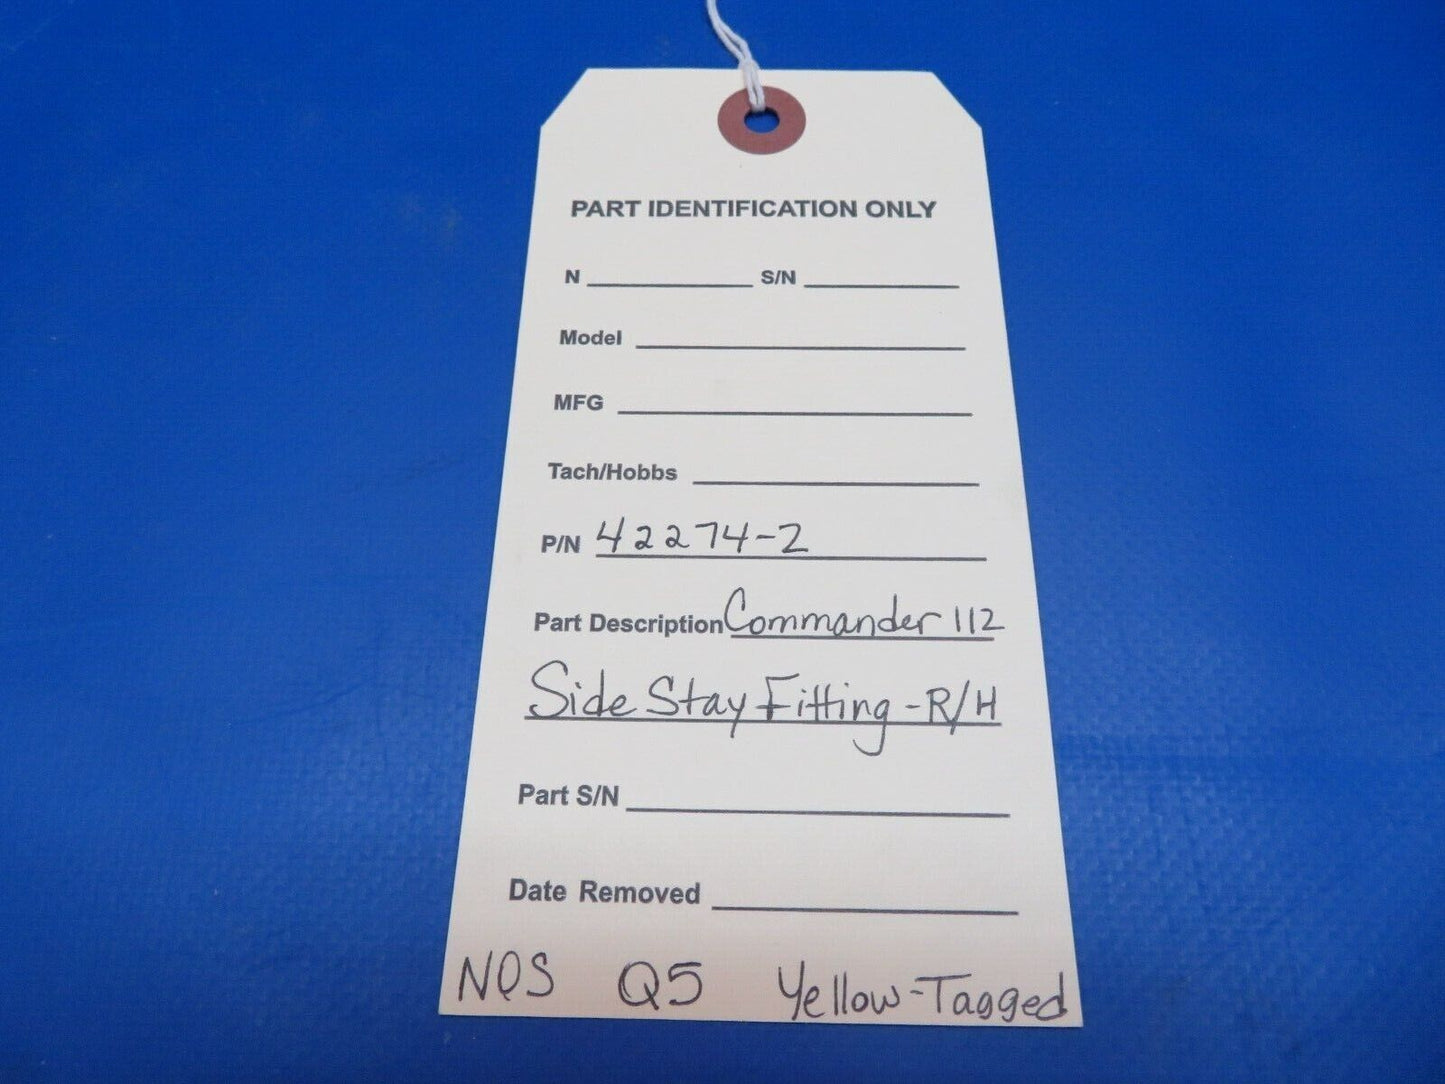 PART IDENTIFICATION ONLY
N S/N
Model
MFG
Tach/Hobbs
P/N 42274-2
Part Description Commander 112
Side Stay Fitting - R/H
Part S/N
Date Removed
NOS Q5 Yellow-Tagged